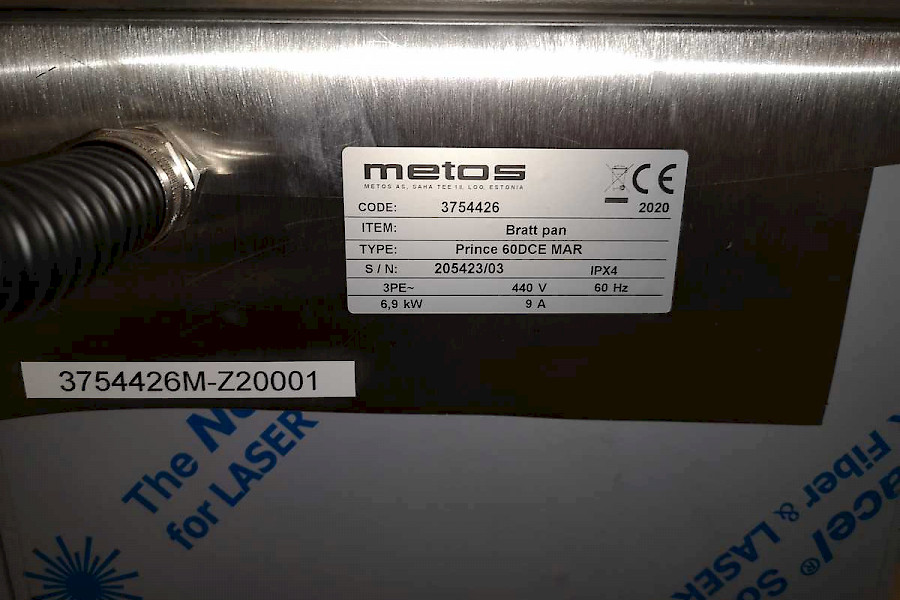 metos
METOS AS, SAHA TEE 18, LOO, ESTONIA
CE
CODE: 3754426 2020
ITEM: Bratt pan
TYPE: Prince 60DCE MAR
S / N: 205423/03 IPX4
3PE~ 440 V 60 Hz
6,9 kW 9 A
3754426M-Z20001
The
for LASER
Fiber & LASER